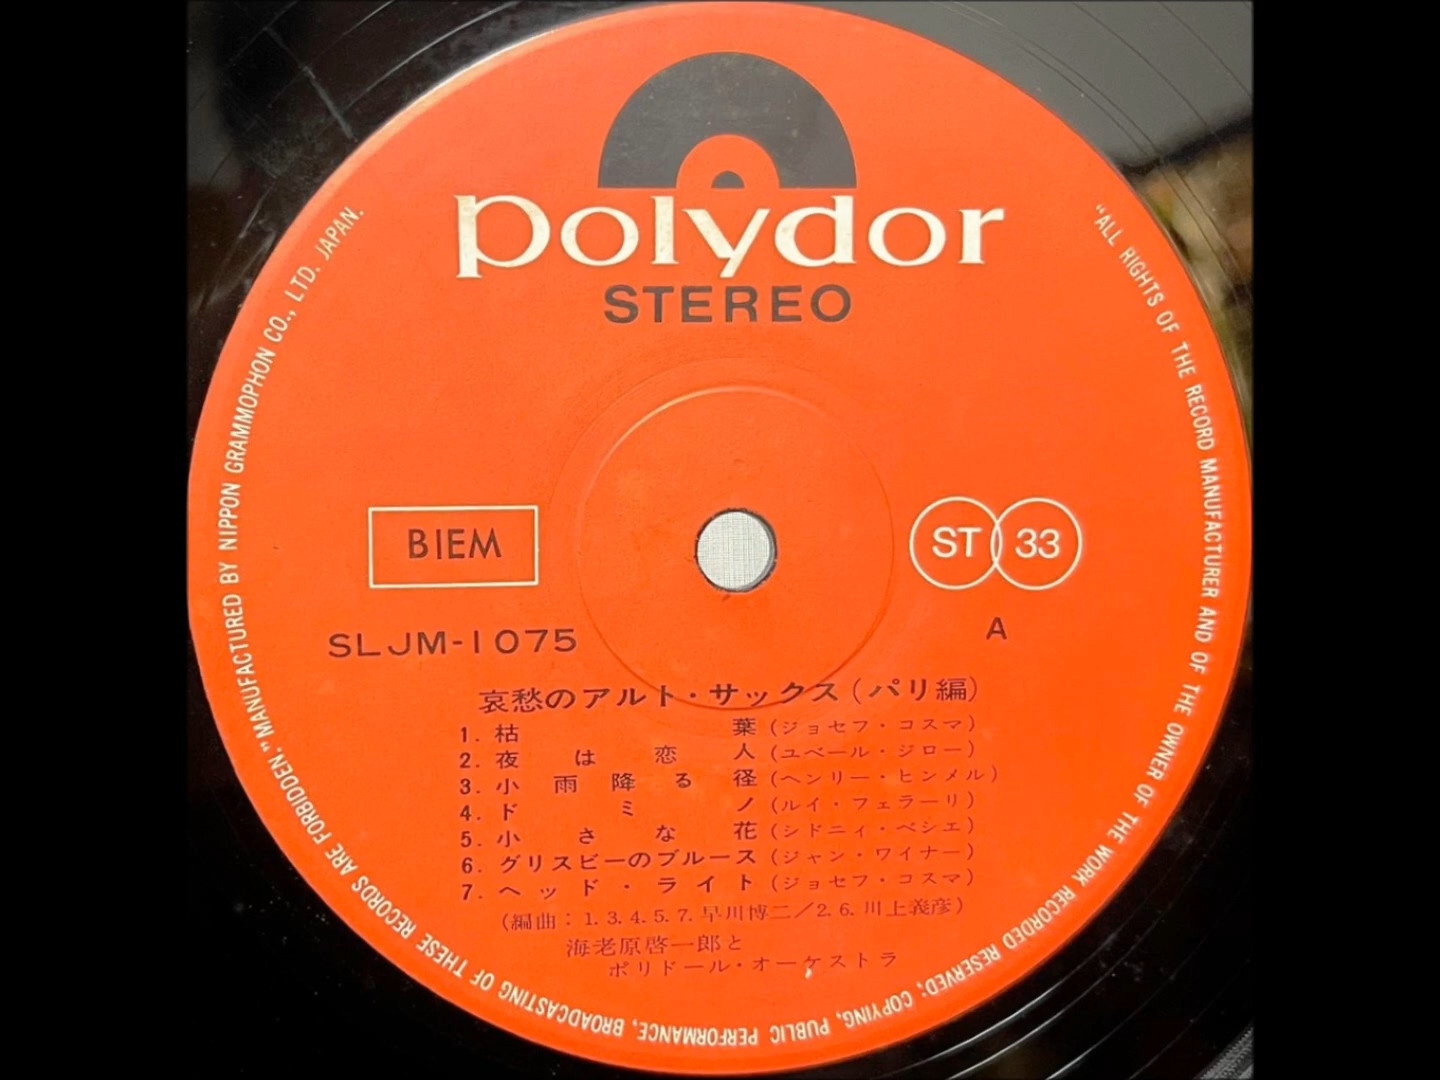 polydor
STEREO
BIEM
ST 33
SLJM-1075
A
哀愁のアルト・サックス(パリ編)
1. 枯葉(ジョセフ・コスマ)
2. 夜は恋人(ユベール・ジロー)
3. 小雨降る径(ヘンリー・ヒンメル)
4. ドミノ(ルイ・フェラーリ)
5. 小さな花(シドニィ・ベシエ)
6. グリスビーのブルース(ジャン・ワイナー)
7. ヘッド・ライト(ジョセフ・コスマ)
(編曲:1.3.4.5.7.早川博二/2.6.川上義彦)
海老原啓一郎と
ポリドール・オーケストラ
"ALL RIGHTS OF THE RECORD MANUFACTURER AND OF THE OWNER OF THE WORK RECORDED RESERVED; COPYING, PUBLIC PERFORMANCE, BROADCASTING OF THESE RECORDS ARE FORBIDDEN." MANUFACTURED BY NIPPON GRAMMOPHON CO., LTD. JAPAN.